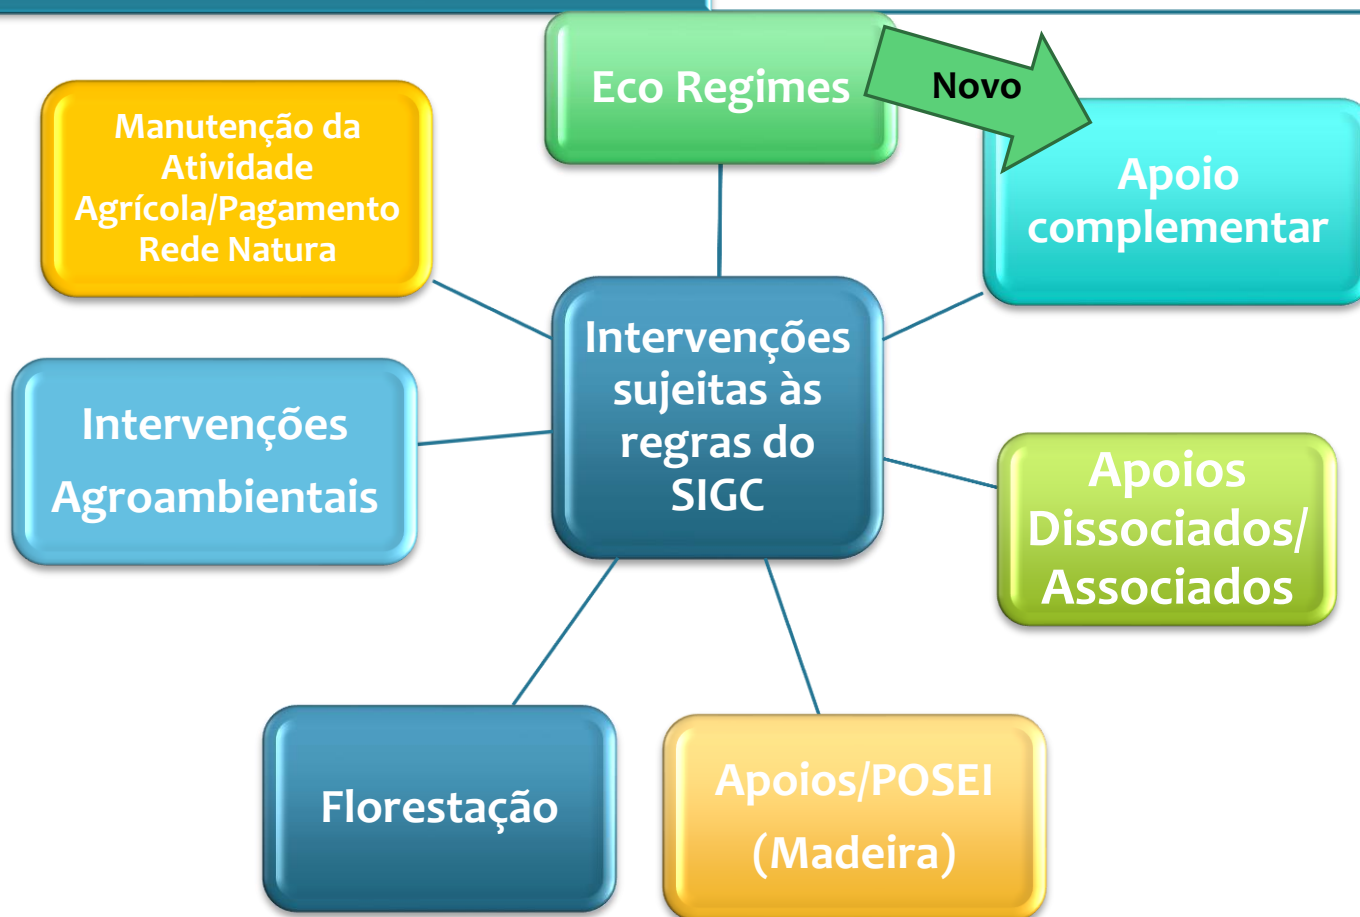 Eco Regimes
Novo
Manutenção da
Atividade
Agrícola/Pagamento
Rede Natura
Apoio
complementar
Intervenções
sujeitas às
regras do
SIGC
Intervenções
Agroambientais
Apoios
Dissociados/
Associados
Florestação
Apoios/POSEI
(Madeira)